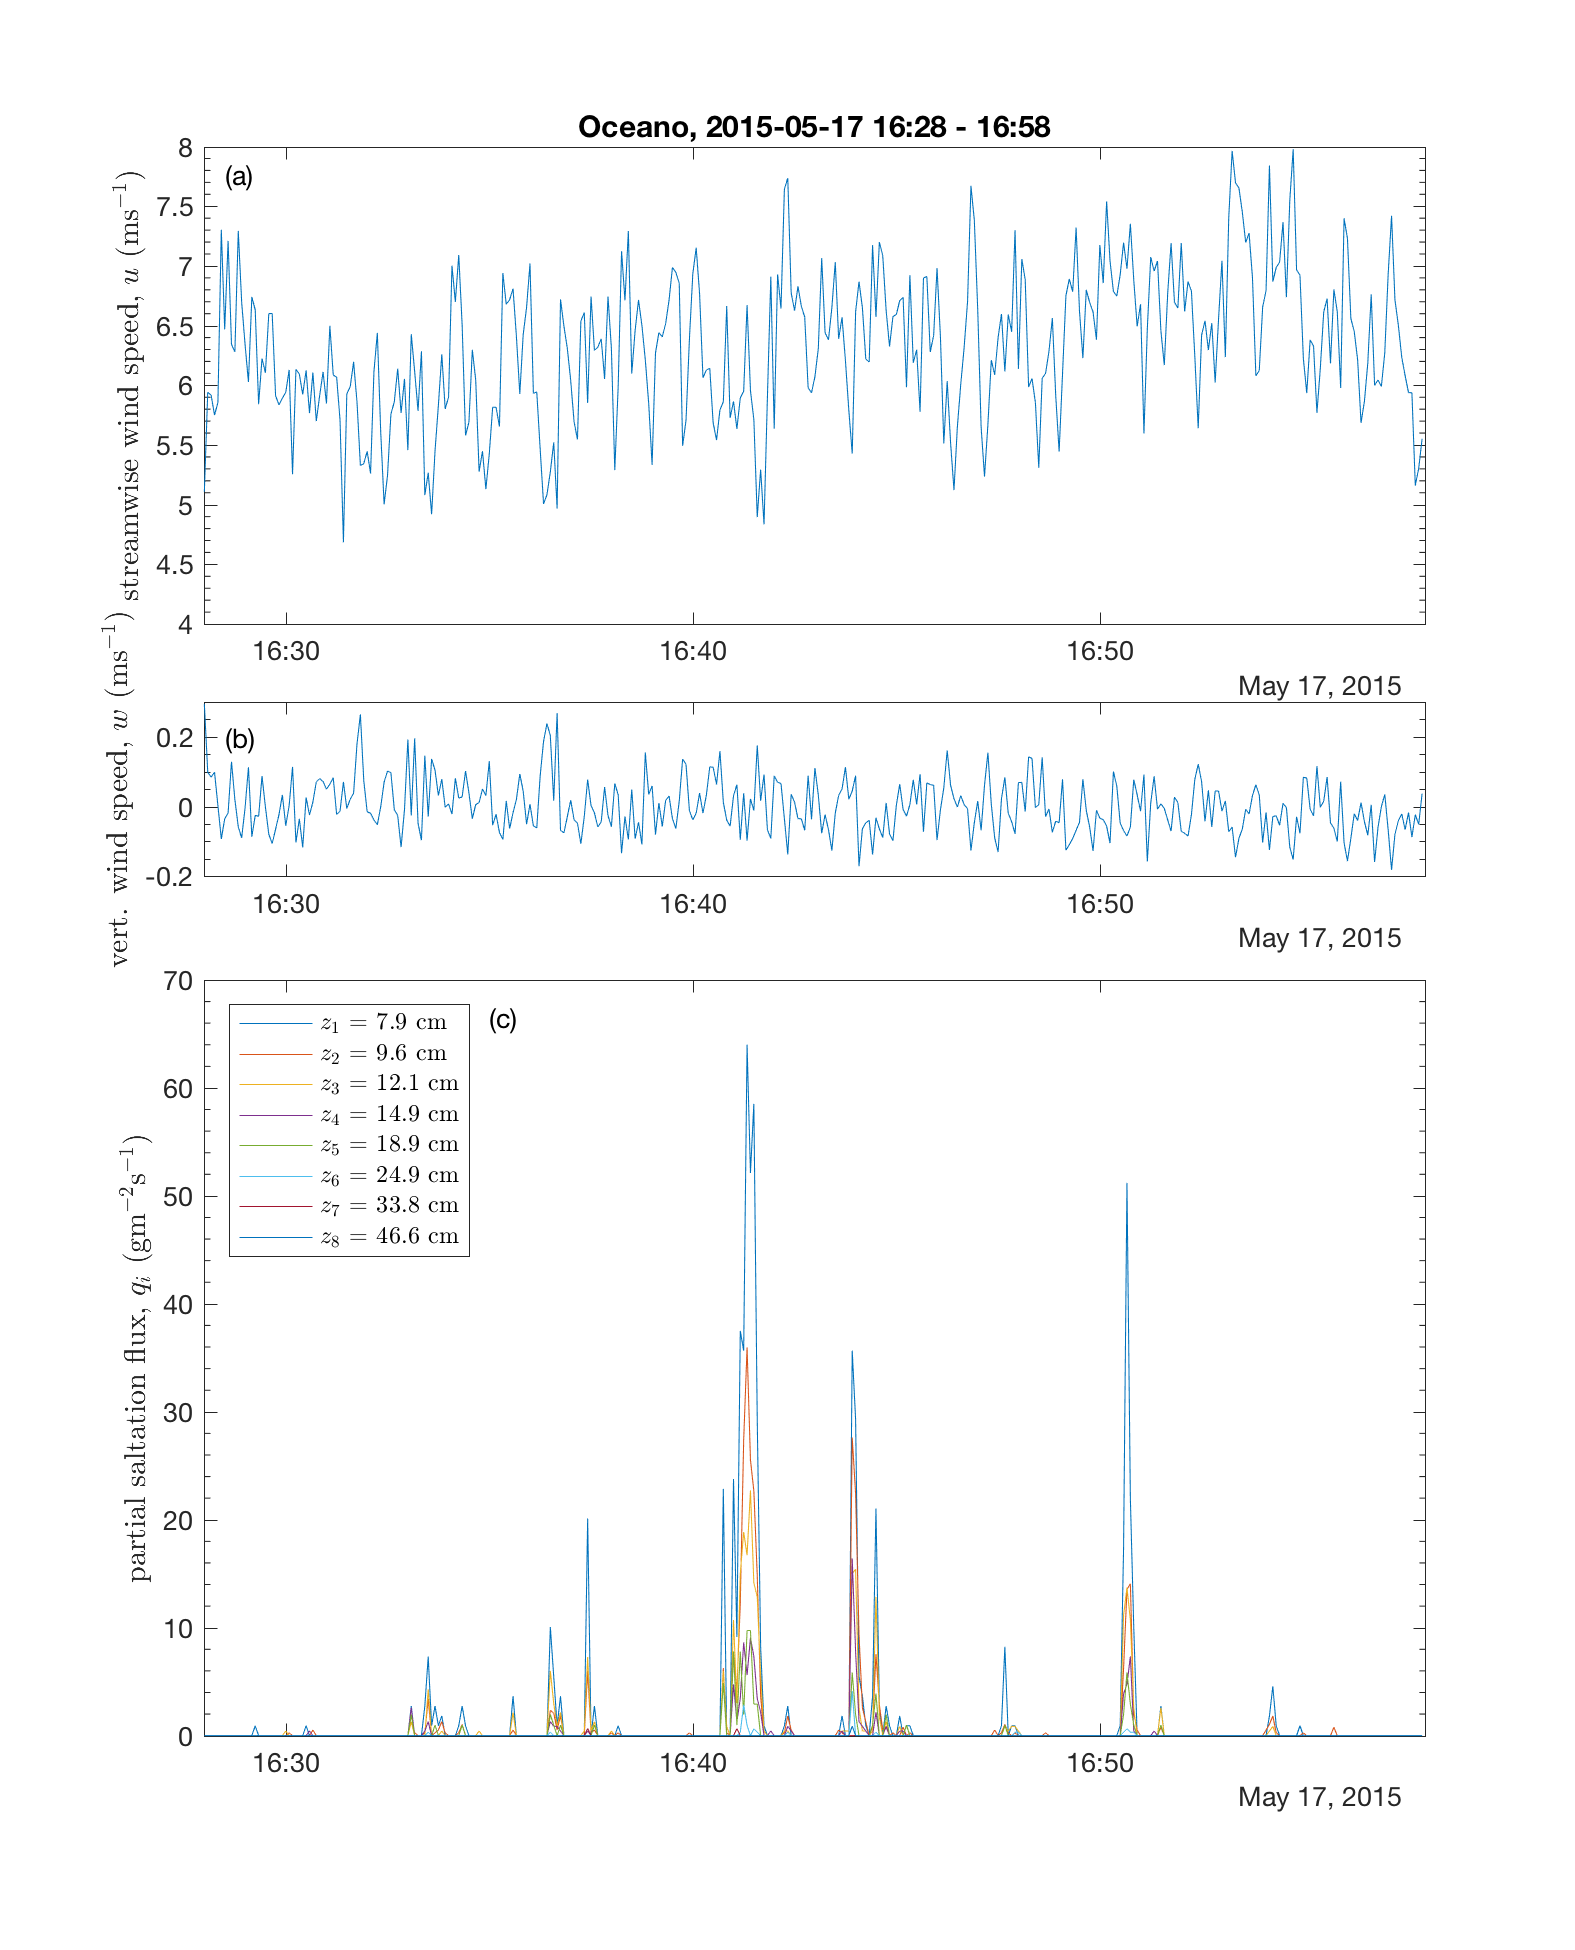 Oceano, 2015-05-17 16:28 - 16:58
(a)
streamwise wind speed, u (ms⁻¹)
8
7.5
7
6.5
6
5.5
5
4.5
4
16:30 16:40 16:50
May 17, 2015
(b)
vert. wind speed, w (ms⁻¹)
0.2
0
-0.2
16:30 16:40 16:50
May 17, 2015
(c)
partial saltation flux, qᵢ (gm⁻²s⁻¹)
70
60
50
40
30
20
10
0
z₁ = 7.9 cm
z₂ = 9.6 cm
z₃ = 12.1 cm
z₄ = 14.9 cm
z₅ = 18.9 cm
z₆ = 24.9 cm
z₇ = 33.8 cm
z₈ = 46.6 cm
16:30 16:40 16:50
May 17, 2015